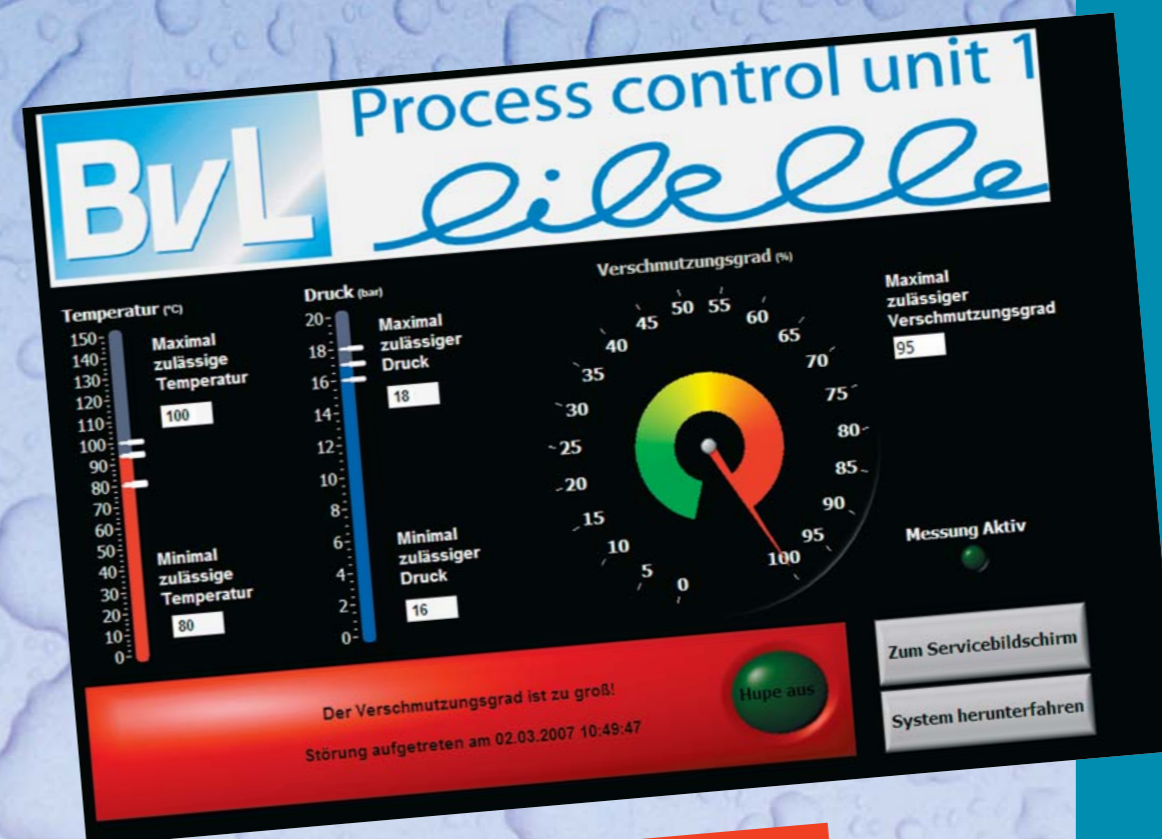 BvL
Process control unit 1
libelle
Temperatur (°C)
150
140
130
120
110
100
90
80
70
60
50
40
30
20
10
0
Maximal
zulässige
Temperatur
100
Minimal
zulässige
Temperatur
80
Druck (bar)
20
18
16
14
12
10
8
6
4
2
0
Maximal
zulässiger
Druck
18
Minimal
zulässiger
Druck
16
Verschmutzungsgrad (%)
0
5
10
15
20
25
30
35
40
45
50
55
60
65
70
75
80
85
90
95
100
Maximal
zulässiger
Verschmutzungsgrad
95
Messung Aktiv
Zum Servicebildschirm
System herunterfahren
Der Verschmutzungsgrad ist zu groß!
Störung aufgetreten am 02.03.2007 10:49:47
Hupe aus